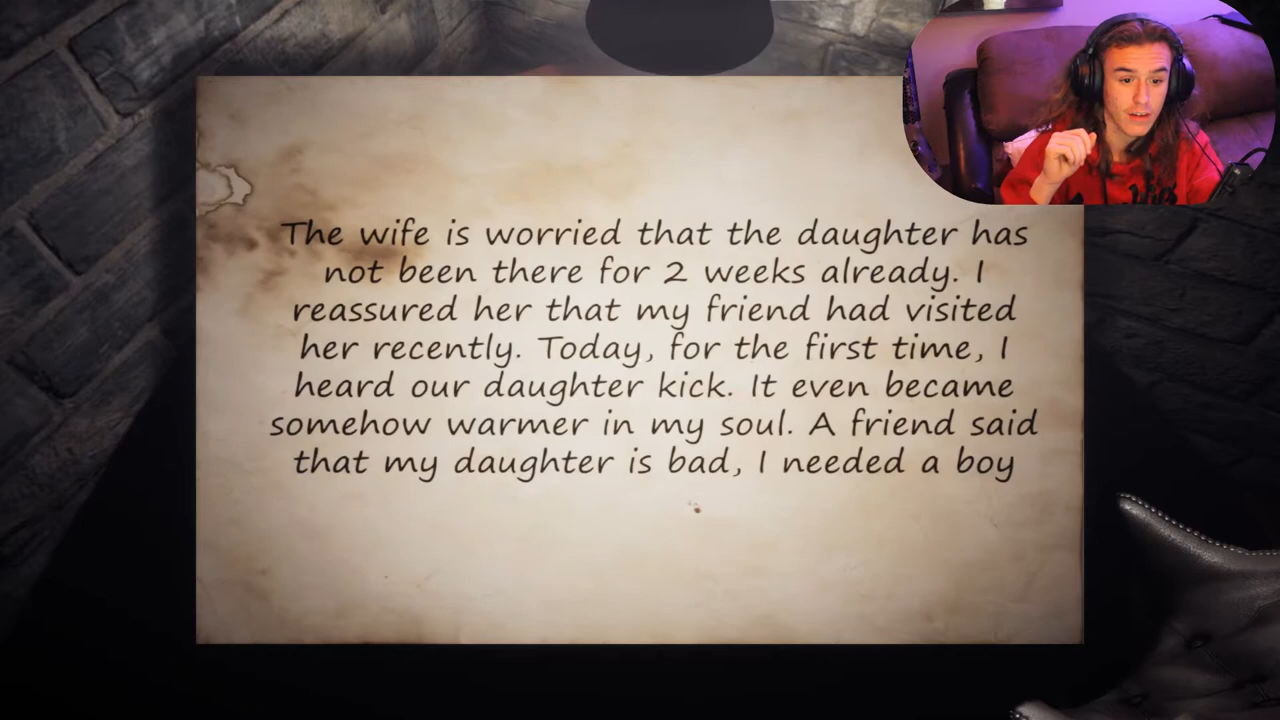 The wife is worried that the daughter has
not been there for 2 weeks already. I
reassured her that my friend had visited
her recently. Today, for the first time, I
heard our daughter kick. It even became
somehow warmer in my soul. A friend said
that my daughter is bad, I needed a boy